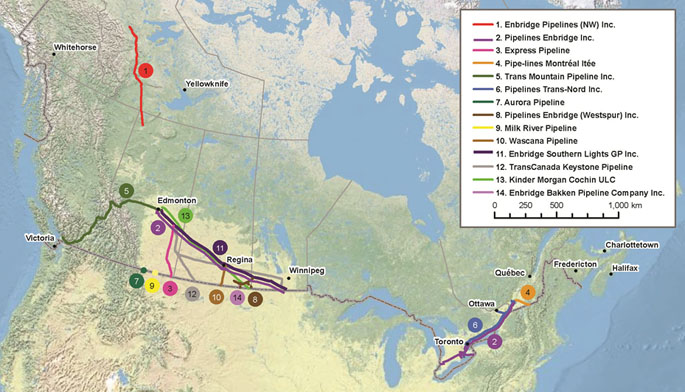 1. Enbridge Pipelines (NW) Inc.
2. Pipelines Enbridge Inc.
3. Express Pipeline
4. Pipe-lines Montréal ltée
5. Trans Mountain Pipeline Inc.
6. Pipelines Trans-Nord Inc.
7. Aurora Pipeline
8. Pipelines Enbridge (Westspur) Inc.
9. Milk River Pipeline
10. Wascana Pipeline
11. Enbridge Southern Lights GP Inc.
12. TransCanada Keystone Pipeline
13. Kinder Morgan Cochin ULC
14. Enbridge Bakken Pipeline Company Inc.
0 250 500 1,000 km
Whitehorse
1
Yellowknife
5
Edmonton
13
2
Victoria
11
Regina
Winnipeg
7
9
3
12
10
14
8
Charlottetown
Québec
Fredericton
Halifax
Ottawa
4
6
Toronto
2